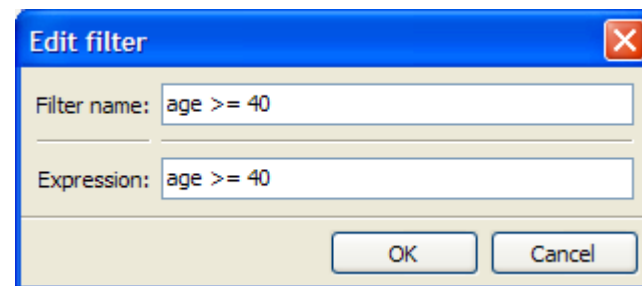 Edit filter
Filter name: age >= 40
Expression: age >= 40
OK Cancel